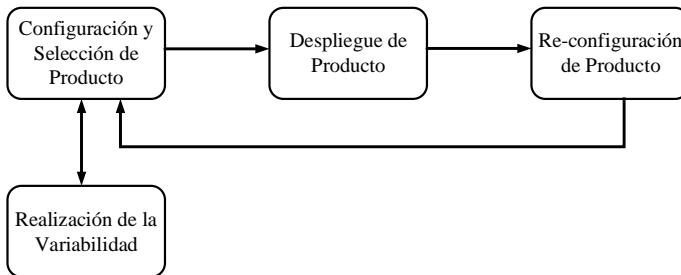 Configuración y
Selección de
Producto
Despliegue de
Producto
Re-configuración
de Producto
Realización de la
Variabilidad